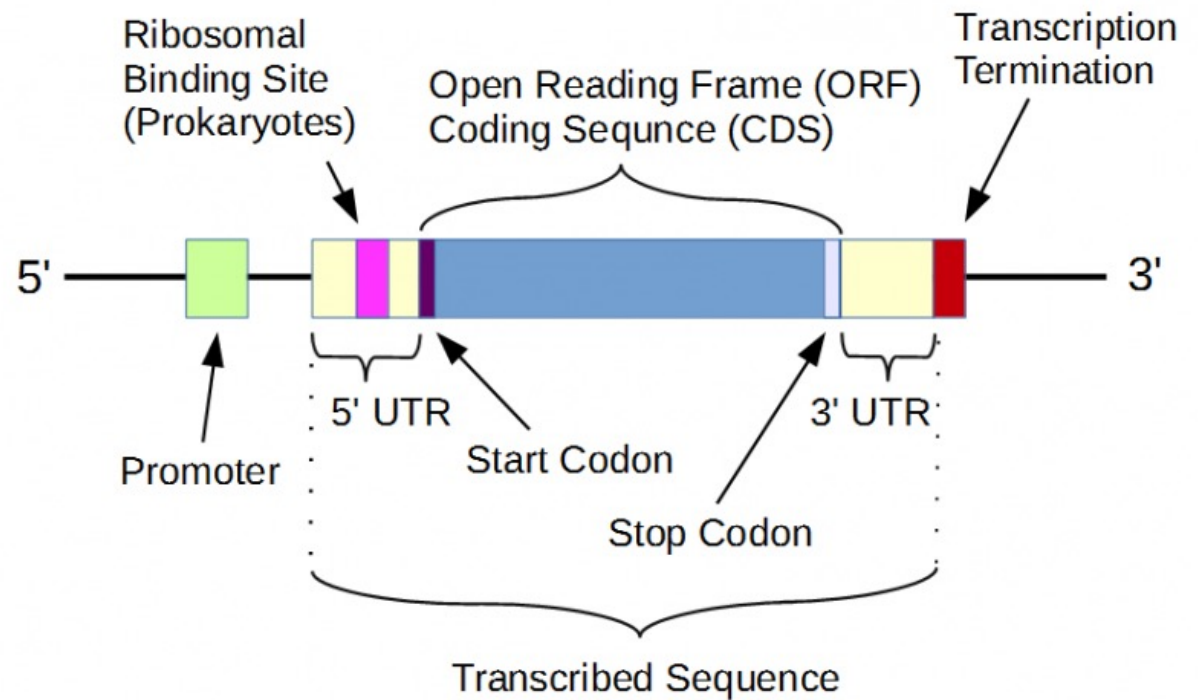 Ribosomal
Binding Site
(Prokaryotes)
Open Reading Frame (ORF)
Coding Sequnce (CDS)
Transcription
Termination
5'
3'
5' UTR
3' UTR
Promoter
Start Codon
Stop Codon
Transcribed Sequence